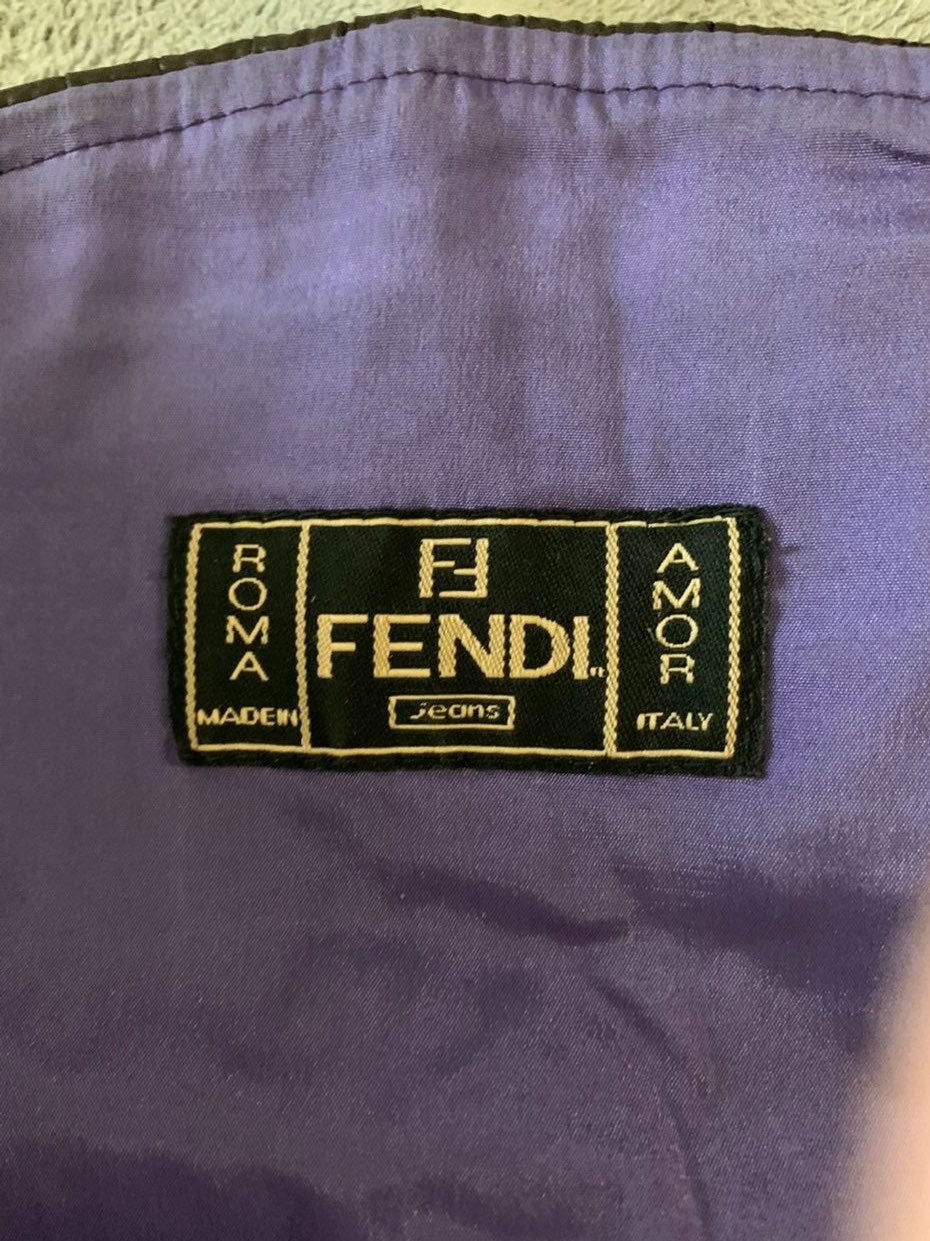 ROMA
MADE IN
FF
FENDI
jeans
AMOR
ITALY